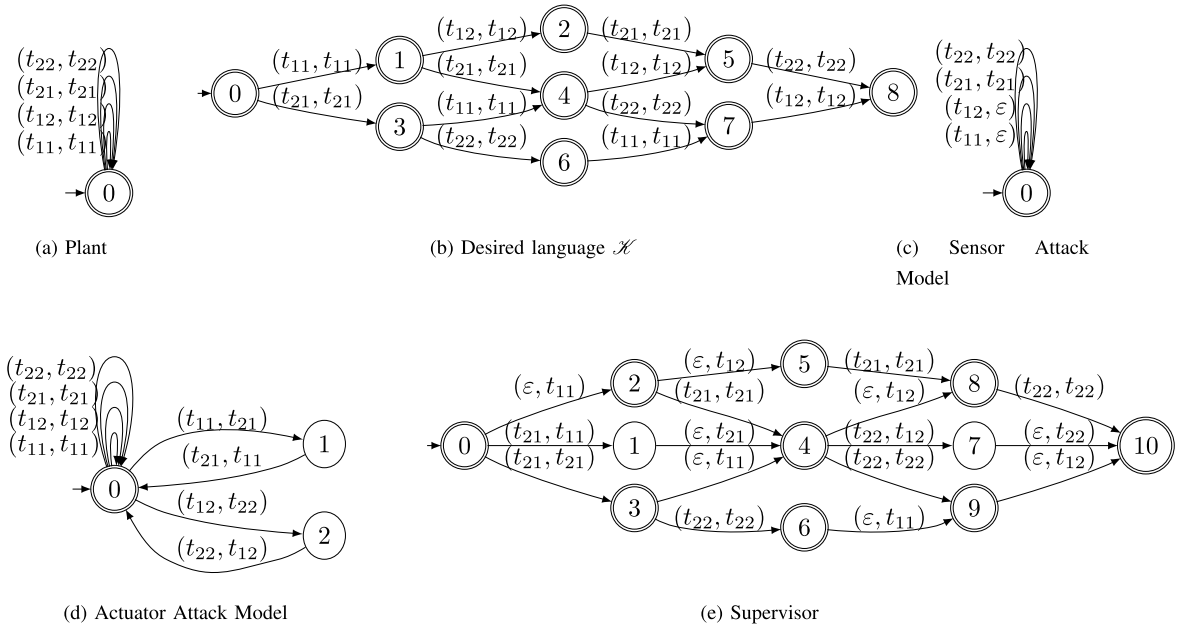 (t22, t22)
(t21, t21)
(t12, t12)
(t11, t11)
0
(a) Plant
(t12, t12)
2
(t21, t21)
(t11, t11)
1
(t21, t21)
(t12, t12)
5
(t22, t22)
0
(t21, t21)
(t11, t11)
4
(t22, t22)
(t12, t12)
8
3
(t22, t22)
(t11, t11)
7
6
(b) Desired language 𝒦
(t22, t22)
(t21, t21)
(t12, ε)
(t11, ε)
0
(c) Sensor Attack
Model
(t22, t22)
(t21, t21)
(t12, t12)
(t11, t11)
(t11, t21)
(t21, t11
1
0
(t12, t22)
2
(t22, t12)
(d) Actuator Attack Model
(ε, t12)
5
(t21, t21)
(ε, t11)
2
(t21, t21)
(ε, t12)
8
(t22, t22)
0
(t21, t11)
(t21, t21)
1
(ε, t21)
(ε, t11)
4
(t22, t12)
(t22, t22)
7
(ε, t22)
(ε, t12)
10
3
(t22, t22)
6
(ε, t11)
9
(e) Supervisor